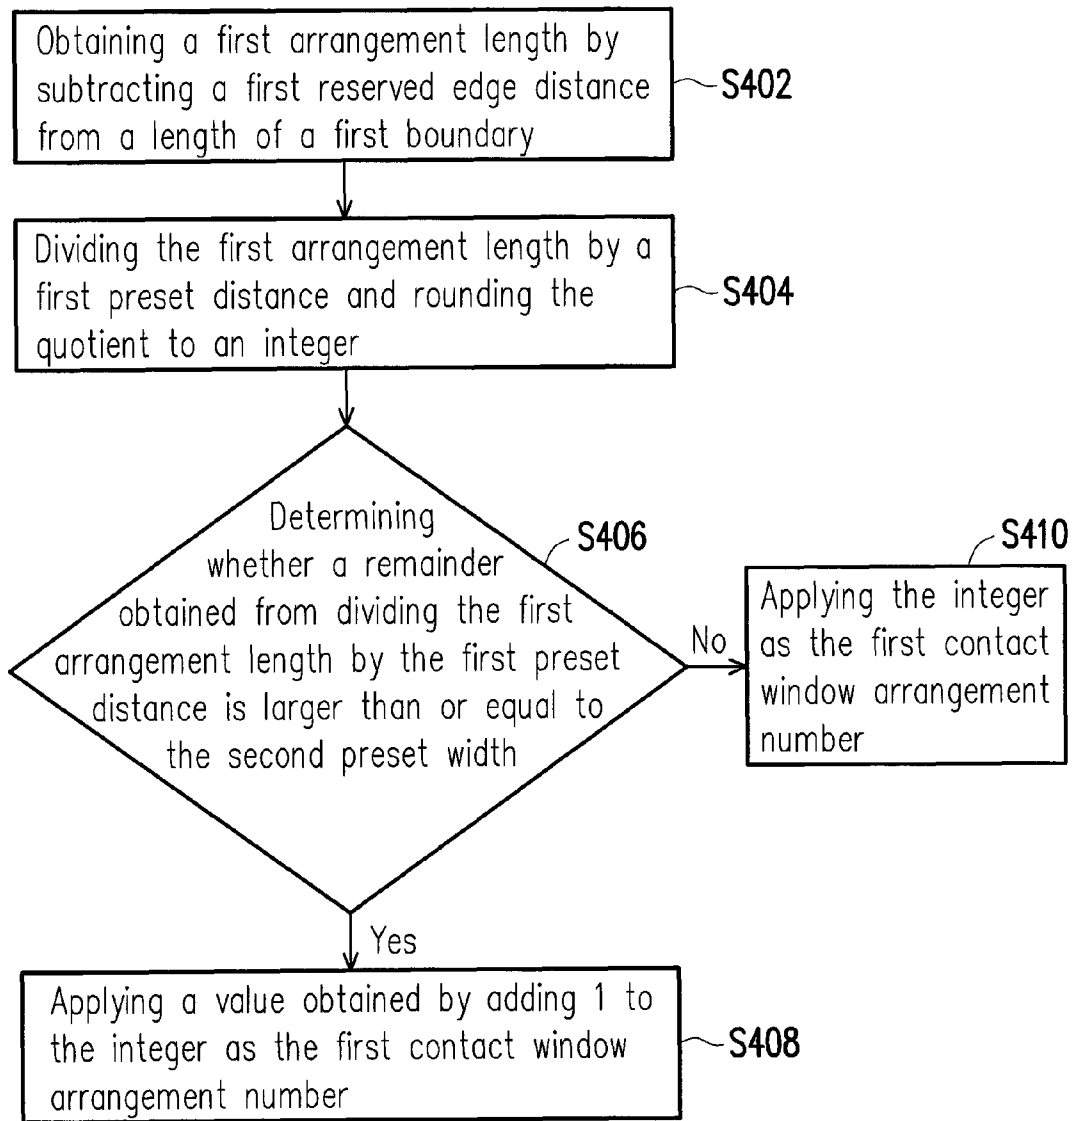 Obtaining a first arrangement length by
subtracting a first reserved edge distance
from a length of a first boundary
S402
Dividing the first arrangement length by a
first preset distance and rounding the
quotient to an integer
S404
Determining
whether a remainder
obtained from dividing the first
arrangement length by the first preset
distance is larger than or equal to
the second preset width
S406
No
S410
Applying the integer
as the first contact
window arrangement
number
Yes
Applying a value obtained by adding 1 to
the integer as the first contact window
arrangement number
S408